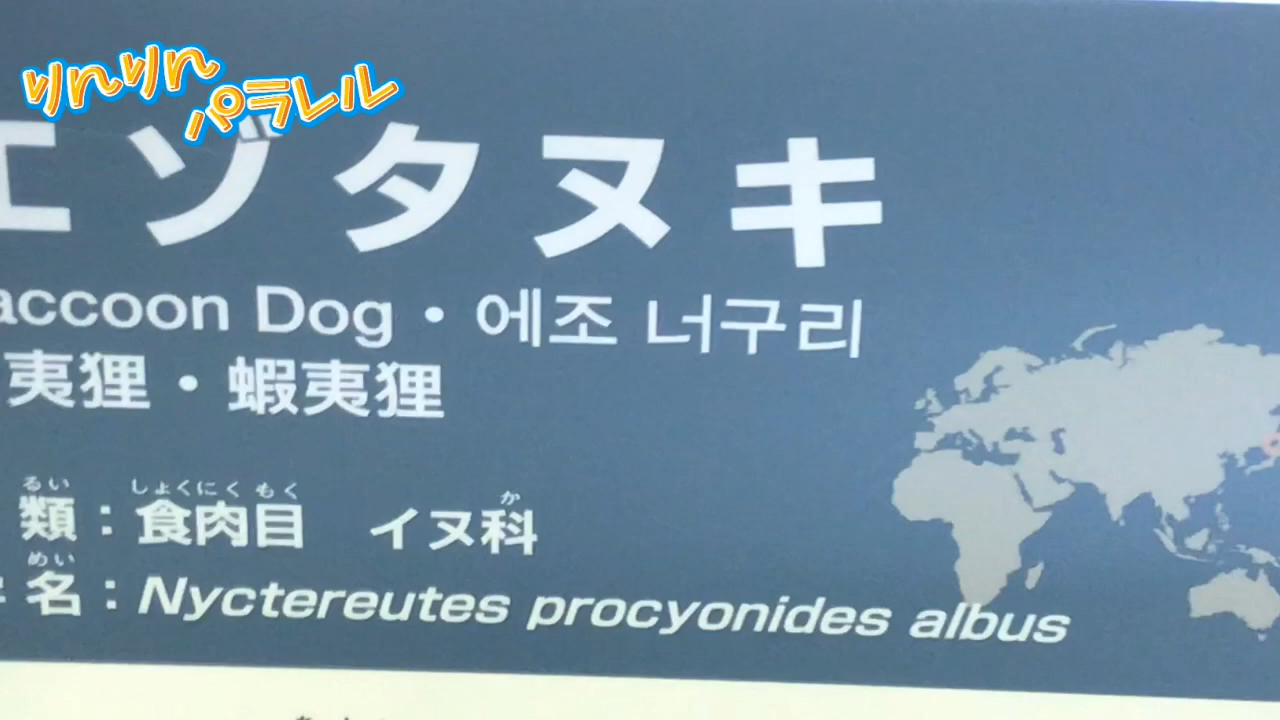 りんりん
パラレル
エゾタヌキ
accoon Dog・에조 너구리
夷狸・蝦夷狸
るい しょくにくもく か
類：食肉目 イヌ科
めい
名：Nyctereutes procyonides albus